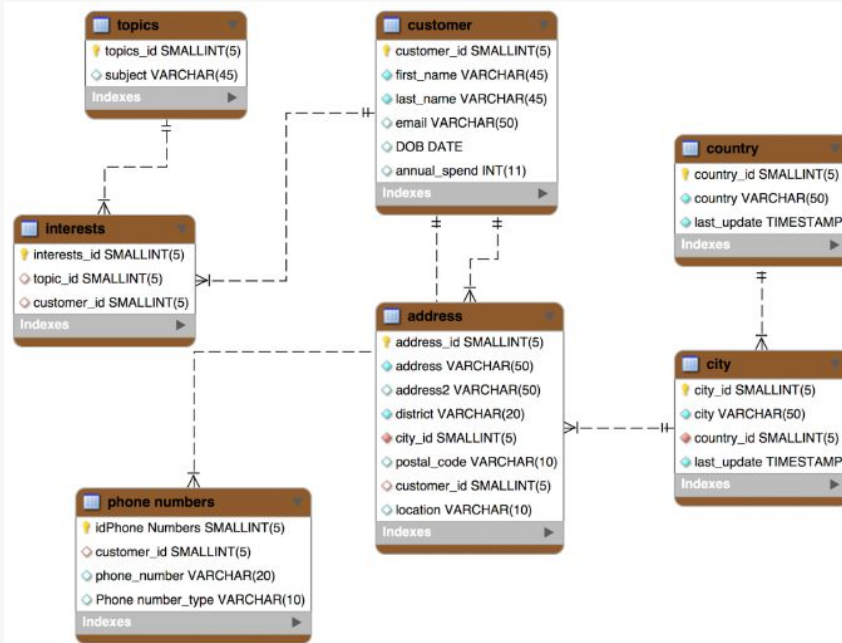 topics
topics_id SMALLINT(5)
subject VARCHAR(45)
Indexes
customer
customer_id SMALLINT(5)
first_name VARCHAR(45)
last_name VARCHAR(45)
email VARCHAR(50)
DOB DATE
annual_spend INT(11)
Indexes
country
country_id SMALLINT(5)
country VARCHAR(50)
last_update TIMESTAMP
Indexes
interests
interests_id SMALLINT(5)
topic_id SMALLINT(5)
customer_id SMALLINT(5)
Indexes
address
address_id SMALLINT(5)
address VARCHAR(50)
address2 VARCHAR(50)
district VARCHAR(20)
city_id SMALLINT(5)
postal_code VARCHAR(10)
customer_id SMALLINT(5)
location VARCHAR(10)
Indexes
city
city_id SMALLINT(5)
city VARCHAR(50)
country_id SMALLINT(5)
last_update TIMESTAMP
Indexes
phone numbers
idPhone Numbers SMALLINT(5)
customer_id SMALLINT(5)
phone_number VARCHAR(20)
Phone number_type VARCHAR(10)
Indexes